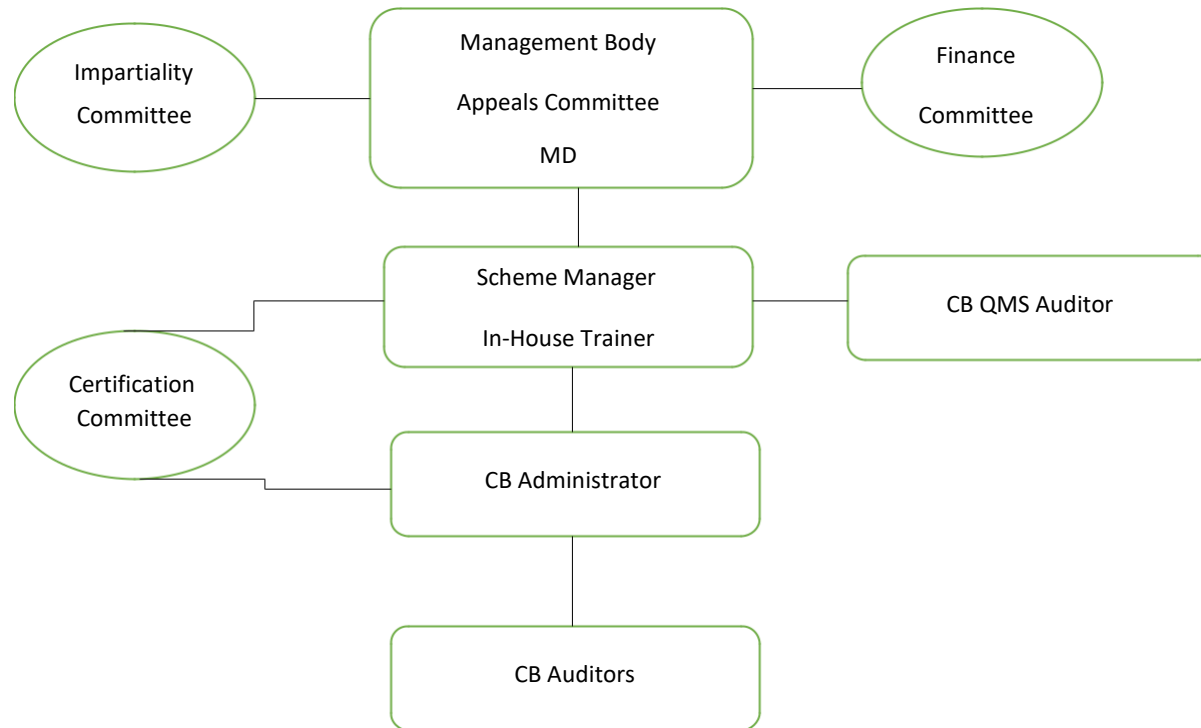 Impartiality
Committee
Management Body
Appeals Committee
MD
Finance
Committee
Scheme Manager
In-House Trainer
CB QMS Auditor
Certification
Committee
CB Administrator
CB Auditors